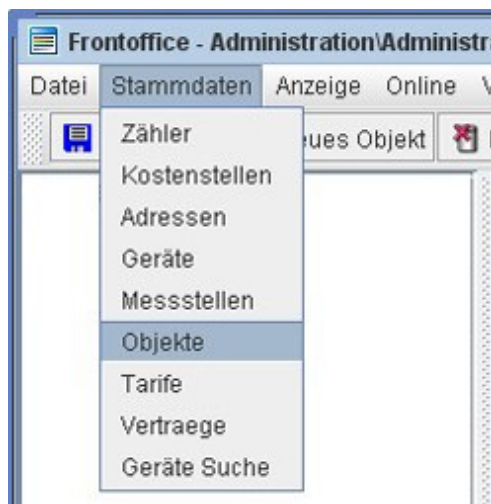 Frontoffice - Administration\Administr
Datei Stammdaten Anzeige Online
ues Objekt
Zähler
Kostenstellen
Adressen
Geräte
Messstellen
Objekte
Tarife
Vertraege
Geräte Suche